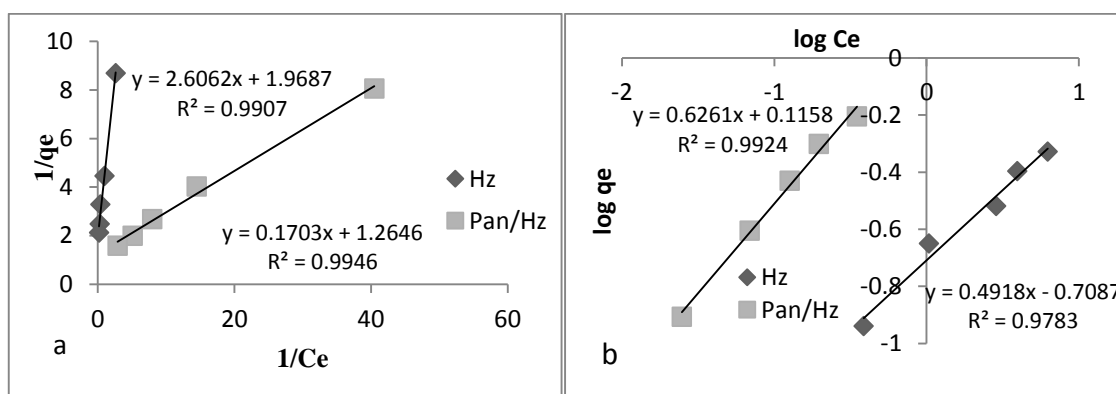 10
8
6
4
2
0
1/qe
y = 2.6062x + 1.9687
R² = 0.9907
Hz
Pan/Hz
y = 0.1703x + 1.2646
R² = 0.9946
0
20
40
60
1/Ce
a
log Ce
-2
-1
0
1
0
-0.2
-0.4
-0.6
-0.8
-1
log qe
y = 0.6261x + 0.1158
R² = 0.9924
Hz
Pan/Hz
y = 0.4918x - 0.7087
R² = 0.9783
b